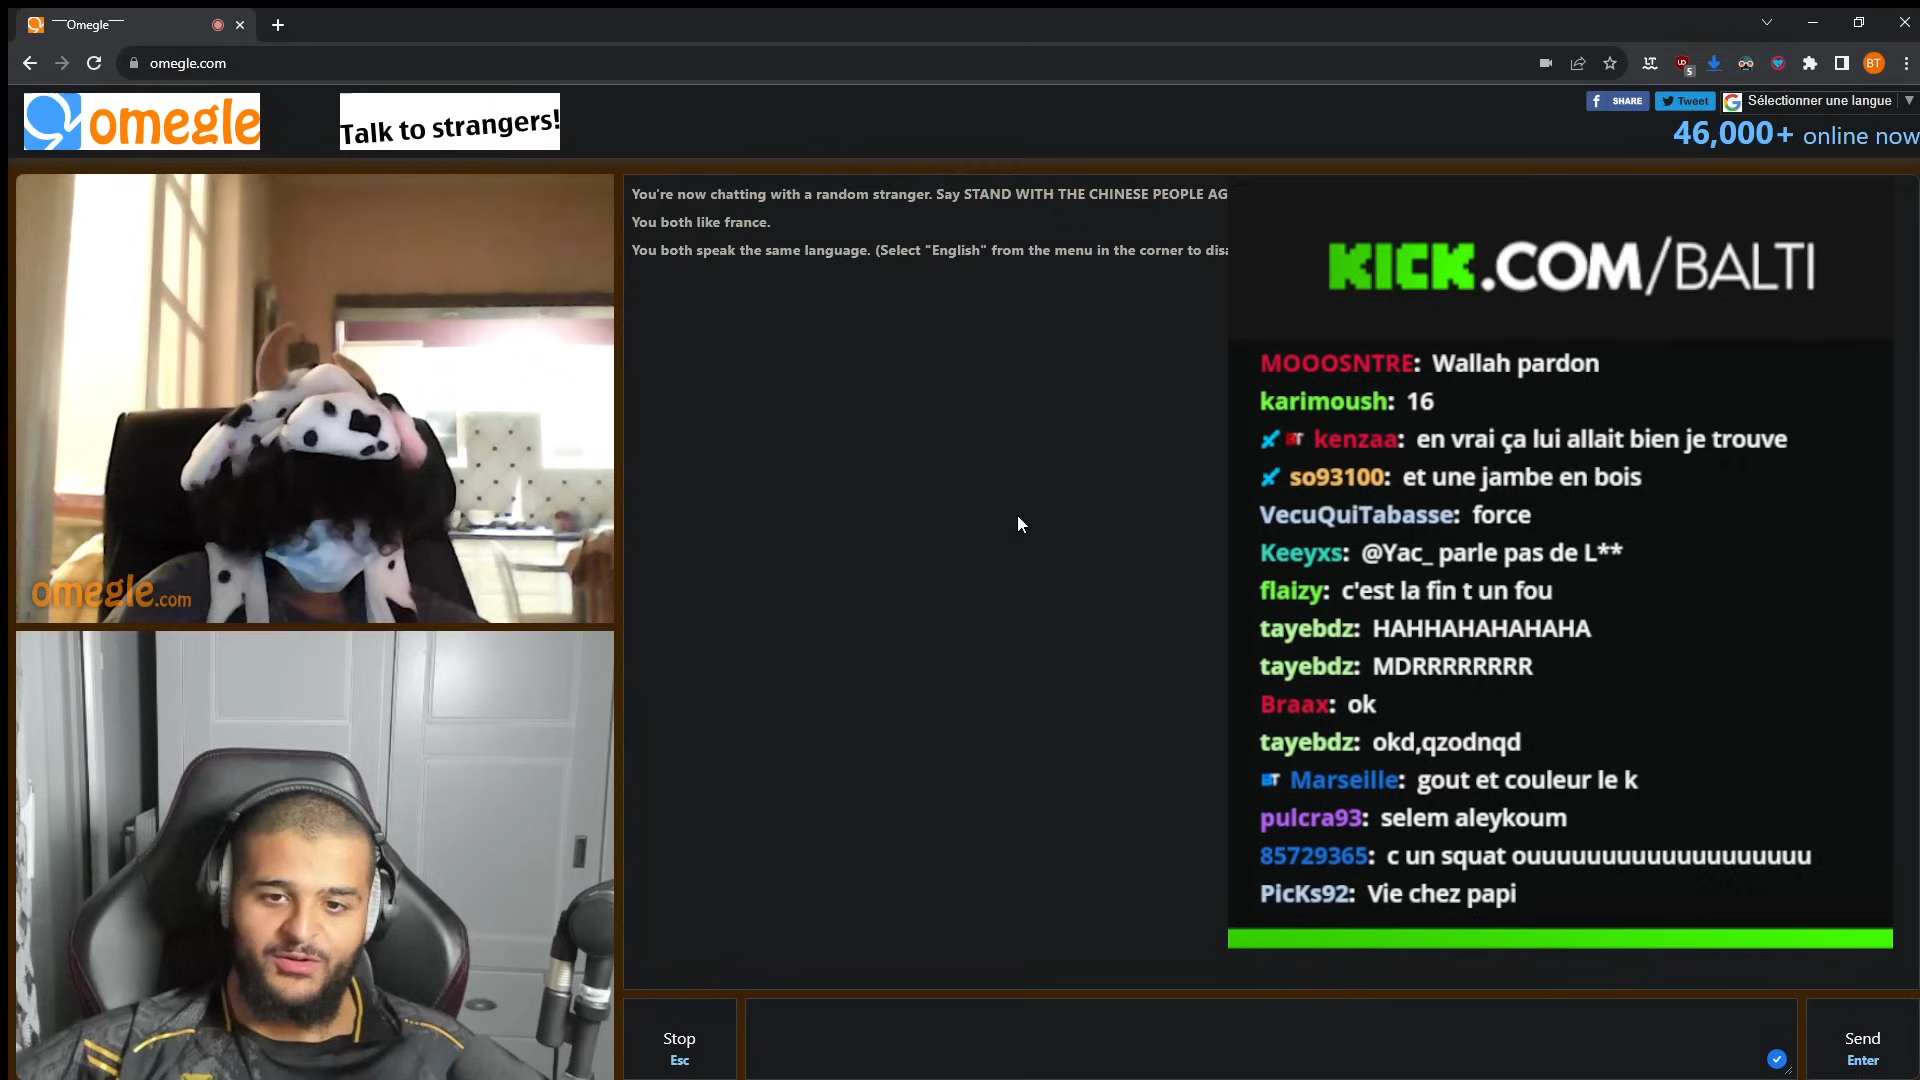 Omegle
omegle.com
5
BT
omegle
Talk to strangers!
SHARE
Tweet
Sélectionner une langue
46,000+ online now
You're now chatting with a random stranger. Say STAND WITH THE CHINESE PEOPLE AG
You both like france.
You both speak the same language. (Select "English" from the menu in the corner to disa
KICK.COM/BALTI
MOOOSNTRE: Wallah pardon
karimoush: 16
BT kenzaa: en vrai ça lui allait bien je trouve
so93100: et une jambe en bois
VecuQuiTabasse: force
Keeyxs: @Yac_ parle pas de L**
flaizy: c'est la fin t un fou
tayebdz: HAHHAHAHAHAHA
tayebdz: MDRRRRRRRR
Braax: ok
tayebdz: okd,qzodnqd
BT Marseille: gout et couleur le k
pulcra93: selem aleykoum
85729365: c un squat ouuuuuuuuuuuuuuuuuuu
PicKs92: Vie chez papi
omegle.com
Stop
Esc
Send
Enter